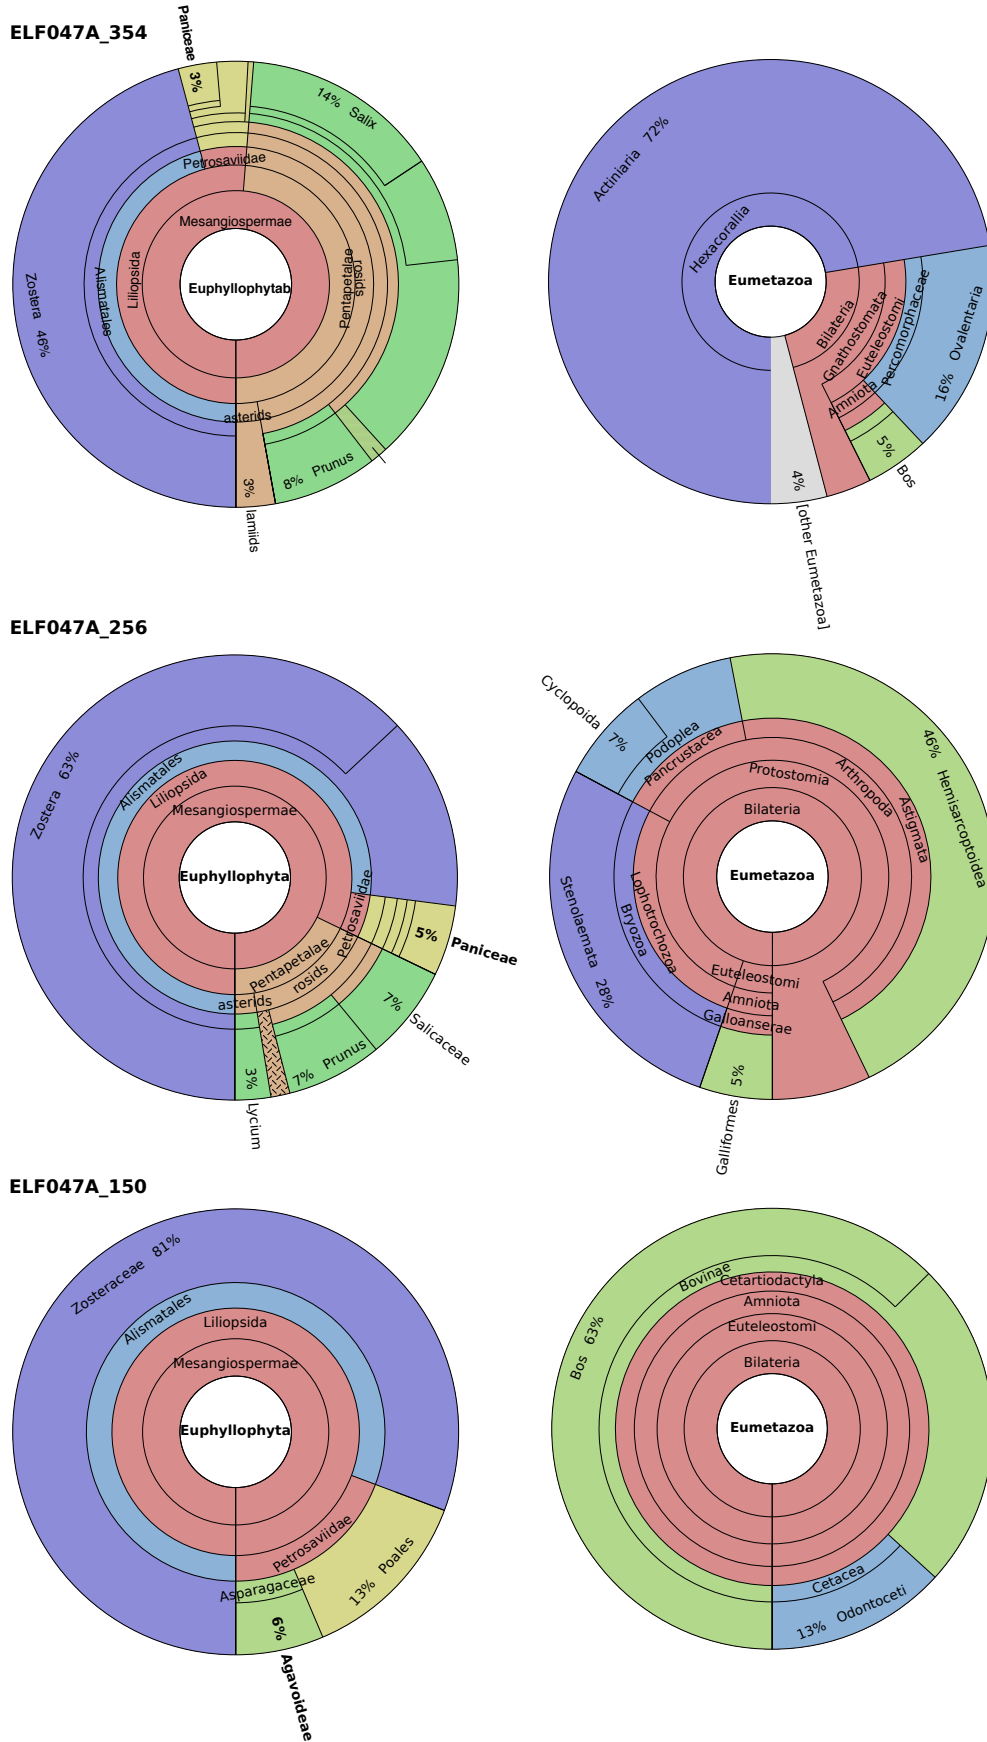 ELF047A_354
Paniceae 3%
14% Salix
Petrosaviidae
Mesangiospermae
Euphyllophytab
Liliopsida
Alismatales
Zostera 46%
Pentapetalae
rosids
asterids
3% lamiids
8% Prunus
Actiniaria 72%
Hexacorallia
Eumetazoa
Bilateria
Gnathostomata
Euteleostomi
Percomorphaceae
Amniota
16% Ovalentaria
5% Bos
4% [other Eumetazoa]
ELF047A_256
Zostera 63%
Alismatales
Liliopsida
Mesangiospermae
Euphyllophyta
Petrosaviidae
5% Paniceae
Pentapetalae
rosids
asterids
7% Salicaceae
7% Prunus
3% Lycium
Cyclopoida 7%
Podoplea
Pancrustacea
Protostomia
Bilateria
Eumetazoa
Arthropoda
Astigmata
46% Hemisarcoptoidea
Stenolaemata 28%
Bryozoa
Lophotrochozoa
Euteleostomi
Amniota
Galloanserae
Galliformes 5%
ELF047A_150
Zosteraceae 81%
Alismatales
Liliopsida
Mesangiospermae
Euphyllophyta
Petrosaviidae
Asparagaceae
13% Poales
6% Agavoideae
Bos 63%
Bovinae
Cetartiodactyla
Amniota
Euteleostomi
Bilateria
Eumetazoa
Cetacea
13% Odontoceti